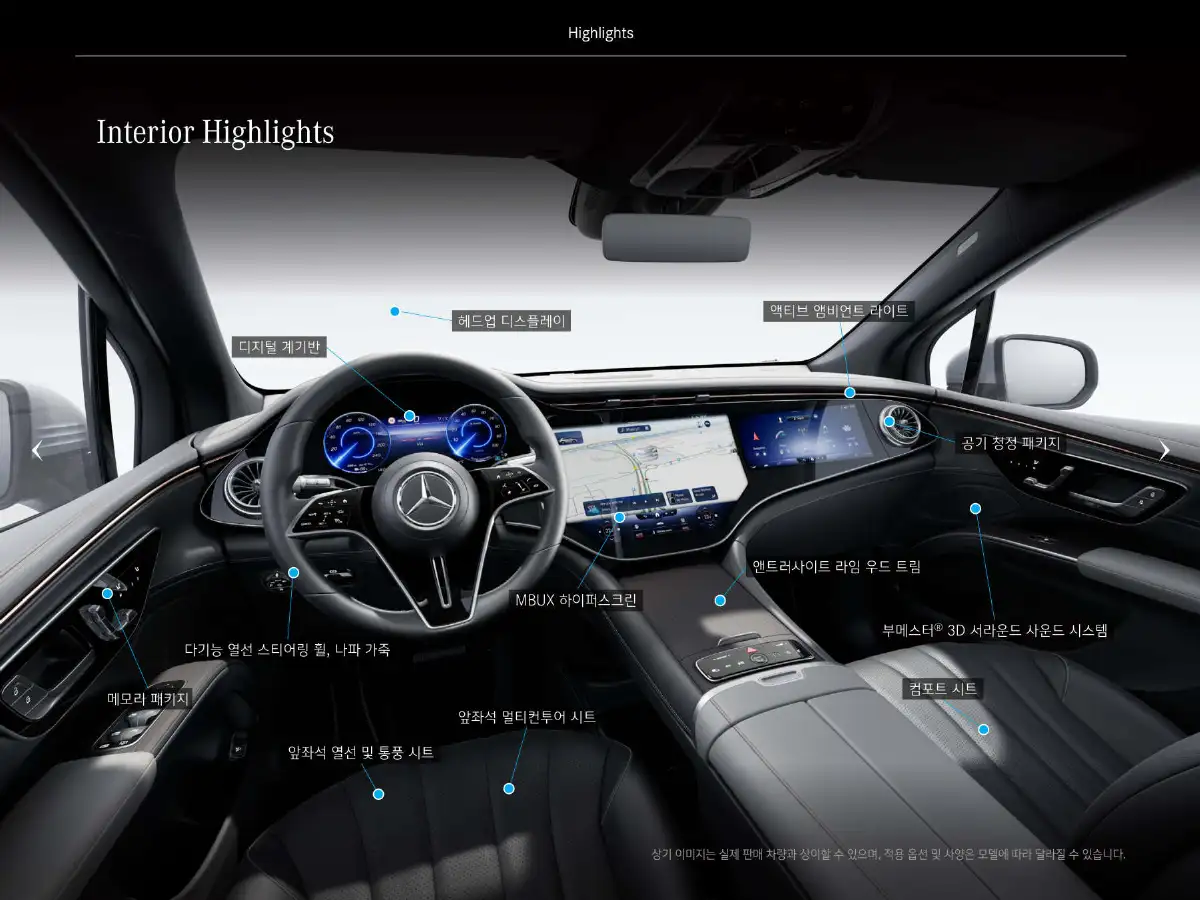 Highlights
Interior Highlights
헤드업 디스플레이
액티브 앰비언트 라이트
디지털 계기반
공기 청정 패키지
앤트러사이트 라임 우드 트림
MBUX 하이퍼스크린
부메스터® 3D 서라운드 사운드 시스템
다기능 열선 스티어링 휠, 나파 가죽
컴포트 시트
메모리 패키지
앞좌석 멀티컨투어 시트
앞좌석 열선 및 통풍 시트
상기 이미지는 실제 판매 차량과 상이할 수 있으며, 적용 옵션 및 사양은 모델에 따라 달라질 수 있습니다.